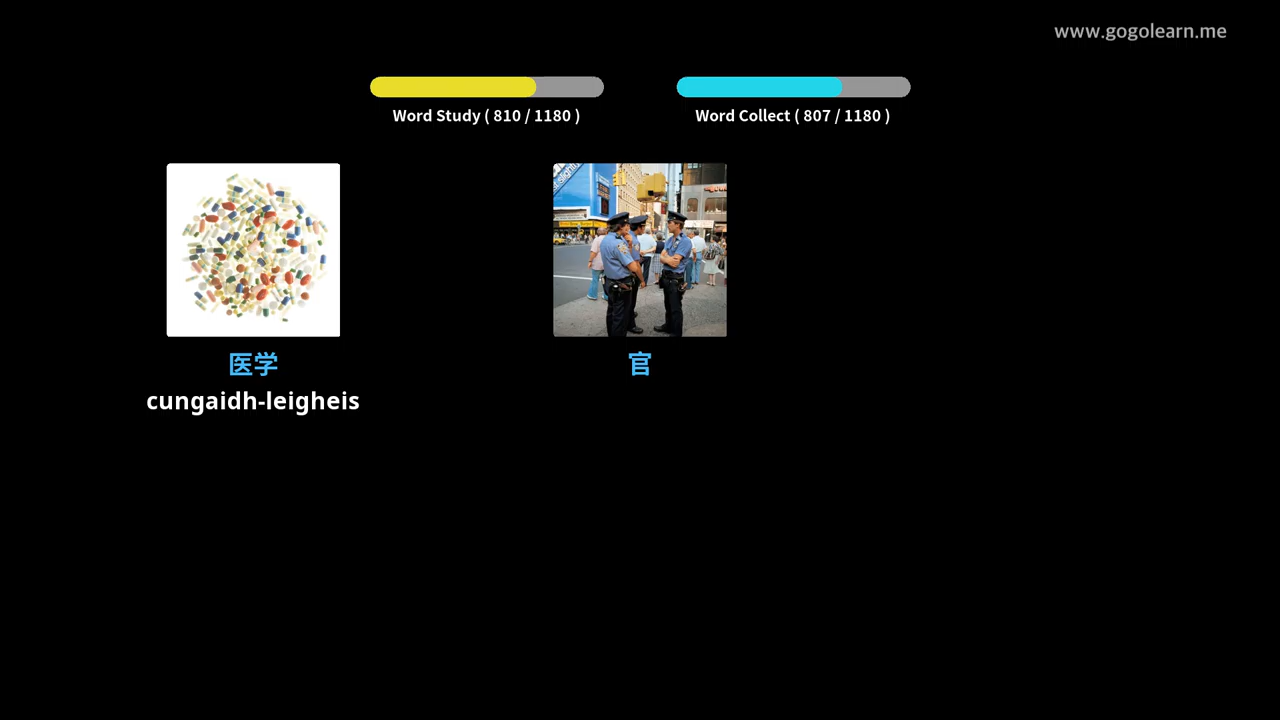 www.gogolearn.me
Word Study ( 810 / 1180 )
Word Collect ( 807 / 1180 )
医学
官
cungaidh-leigheis